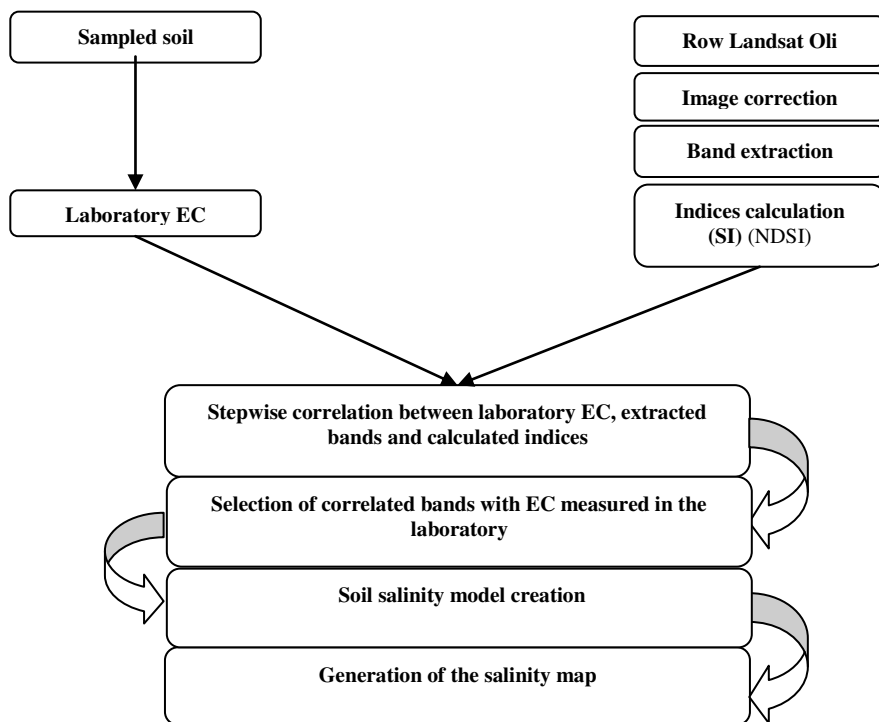 Sampled soil
Row Landsat Oli
Image correction
Band extraction
Laboratory EC
Indices calculation
(SI) (NDSI)
Stepwise correlation between laboratory EC, extracted
bands and calculated indices
Selection of correlated bands with EC measured in the
laboratory
Soil salinity model creation
Generation of the salinity map